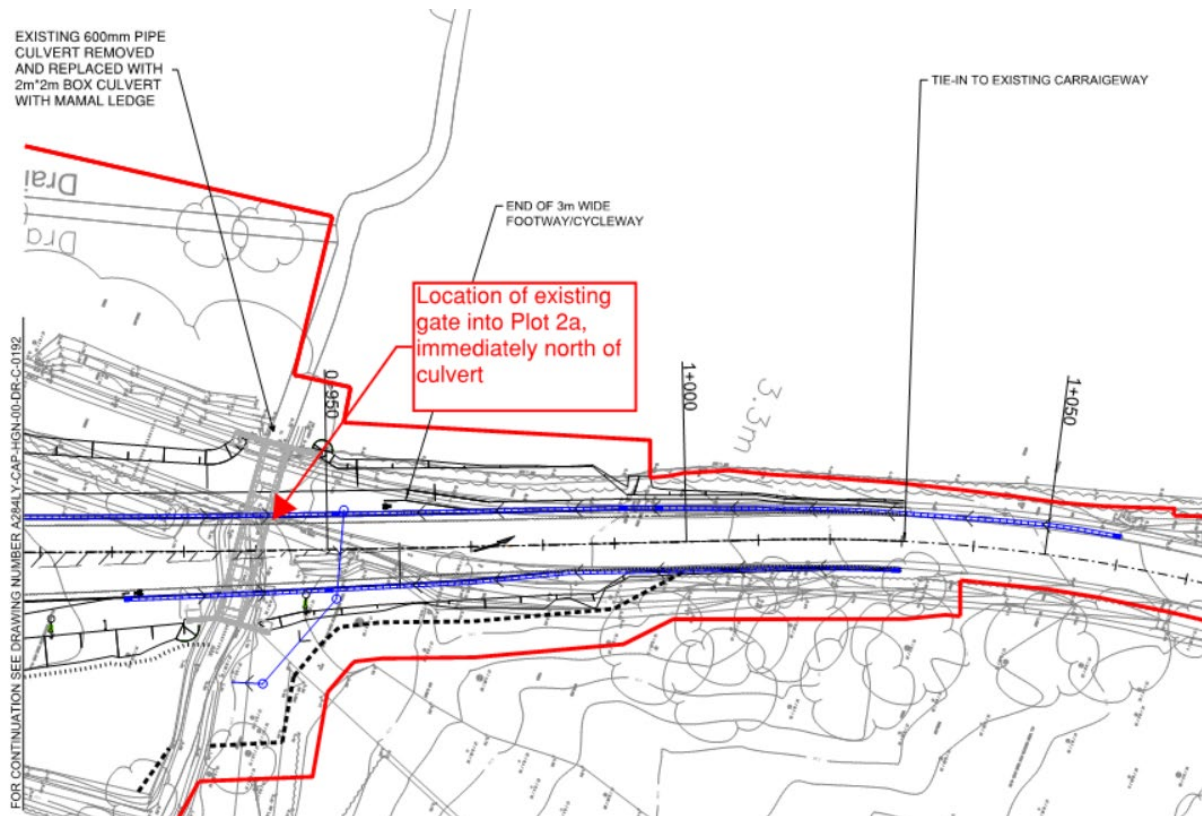 EXISTING 600mm PIPE
CULVERT REMOVED
AND REPLACED WITH
2m*2m BOX CULVERT
WITH MAMAL LEDGE
TIE-IN TO EXISTING CARRAIGEWAY
Drai
Dra
END OF 3m WIDE
FOOTWAY/CYCLEWAY
Location of existing
gate into Plot 2a,
immediately north of
culvert
0+950
1+000
3.3m
1+050
FOR CONTINUATION SEE DRAWING NUMBER A284LY-CAP-HGN-00-DR-C-0192